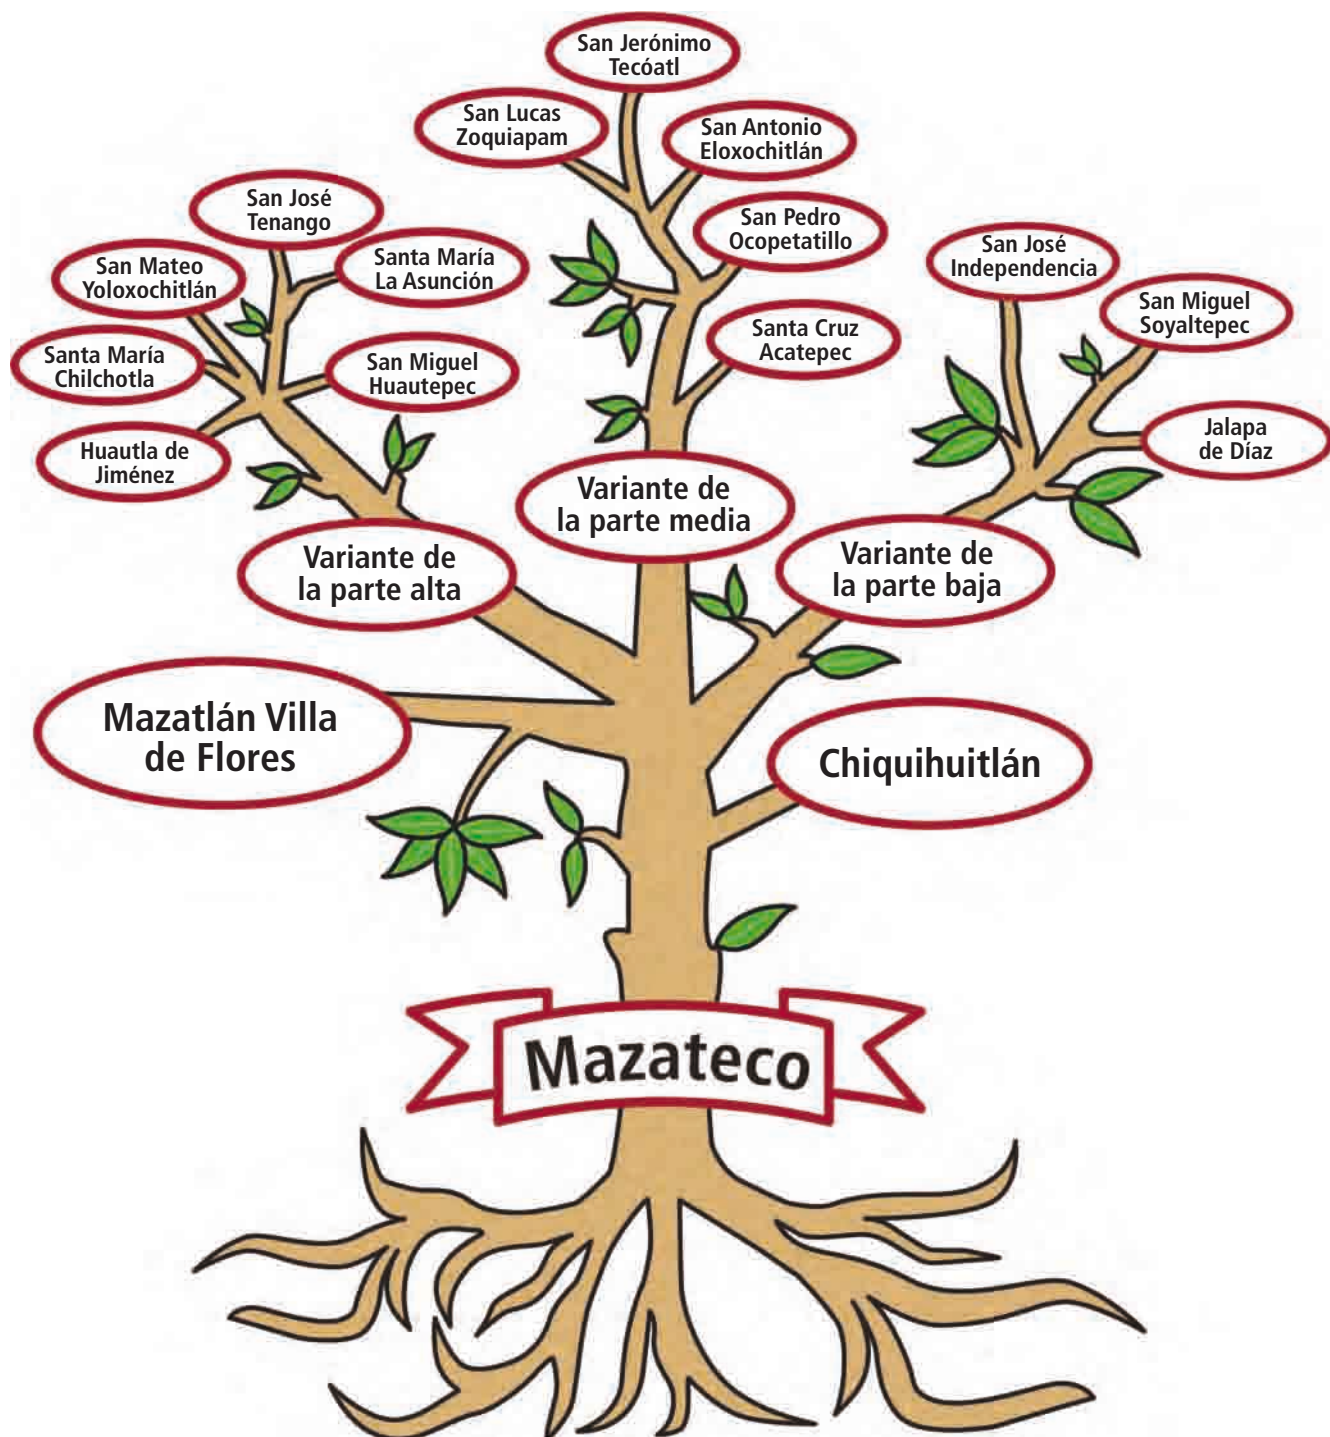 San Jerónimo
Tecóatl
San Lucas
Zoquiapam
San Antonio
Eloxochitlán
San José
Tenango
San Pedro
Ocopetatillo
San José
Independencia
Santa María
La Asunción
San Mateo
Yoloxochitlán
San Miguel
Soyaltepec
Santa Cruz
Acatepec
Santa María
Chilchotla
San Miguel
Huautepec
Jalapa
de Díaz
Huautla de
Jiménez
Variante de
la parte media
Variante de
la parte alta
Variante de
la parte baja
Mazatlán Villa
de Flores
Chiquihuitlán
Mazateco